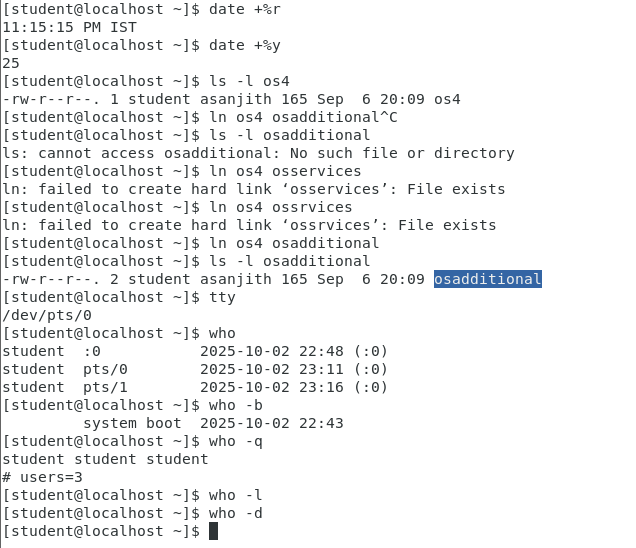 [student@localhost ~]$ date +%r
11:15:15 PM IST
[student@localhost ~]$ date +%y
25
[student@localhost ~]$ ls -l os4
-rw-r--r--. 1 student asanjith 165 Sep  6 20:09 os4
[student@localhost ~]$ ln os4 osadditional^C
[student@localhost ~]$ ls -l osadditional
ls: cannot access osadditional: No such file or directory
[student@localhost ~]$ ln os4 osservices
ln: failed to create hard link ‘osservices’: File exists
[student@localhost ~]$ ln os4 ossrvices
ln: failed to create hard link ‘ossrvices’: File exists
[student@localhost ~]$ ln os4 osadditional
[student@localhost ~]$ ls -l osadditional
-rw-r--r--. 2 student asanjith 165 Sep  6 20:09 osadditional
[student@localhost ~]$ tty
/dev/pts/0
[student@localhost ~]$ who
student  :0           2025-10-02 22:48 (:0)
student  pts/0        2025-10-02 23:11 (:0)
student  pts/1        2025-10-02 23:16 (:0)
[student@localhost ~]$ who -b
         system boot  2025-10-02 22:43
[student@localhost ~]$ who -q
student student student
# users=3
[student@localhost ~]$ who -l
[student@localhost ~]$ who -d
[student@localhost ~]$